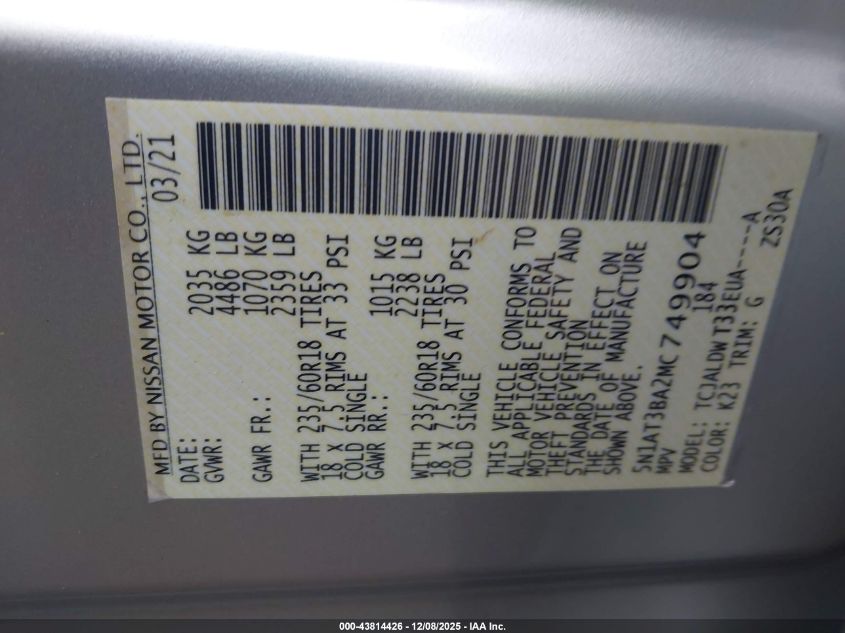 MFD BY NISSAN MOTOR CO., LTD.
DATE: 03/21
GVWR: 2035 KG
4486 LB
GAWR FR.: 1070 KG
2359 LB
WITH 235/60R18 TIRES
18 X 7.5 RIMS AT 33 PSI
COLD SINGLE
GAWR RR.: 1015 KG
2238 LB
WITH 235/60R18 TIRES
18 X 7.5 RIMS AT 30 PSI
COLD SINGLE
THIS VEHICLE CONFORMS TO
ALL APPLICABLE FEDERAL
MOTOR VEHICLE SAFETY AND
THEFT PREVENTION
STANDARDS IN EFFECT ON
THE DATE OF MANUFACTURE
SHOWN ABOVE.
5N1AT3BA2MC749904
MPV 184
MODEL: TCJALDWT33EUA----A
COLOR: K23 TRIM: G ZS30A
000-43814426 - 12/08/2025 - IAA Inc.